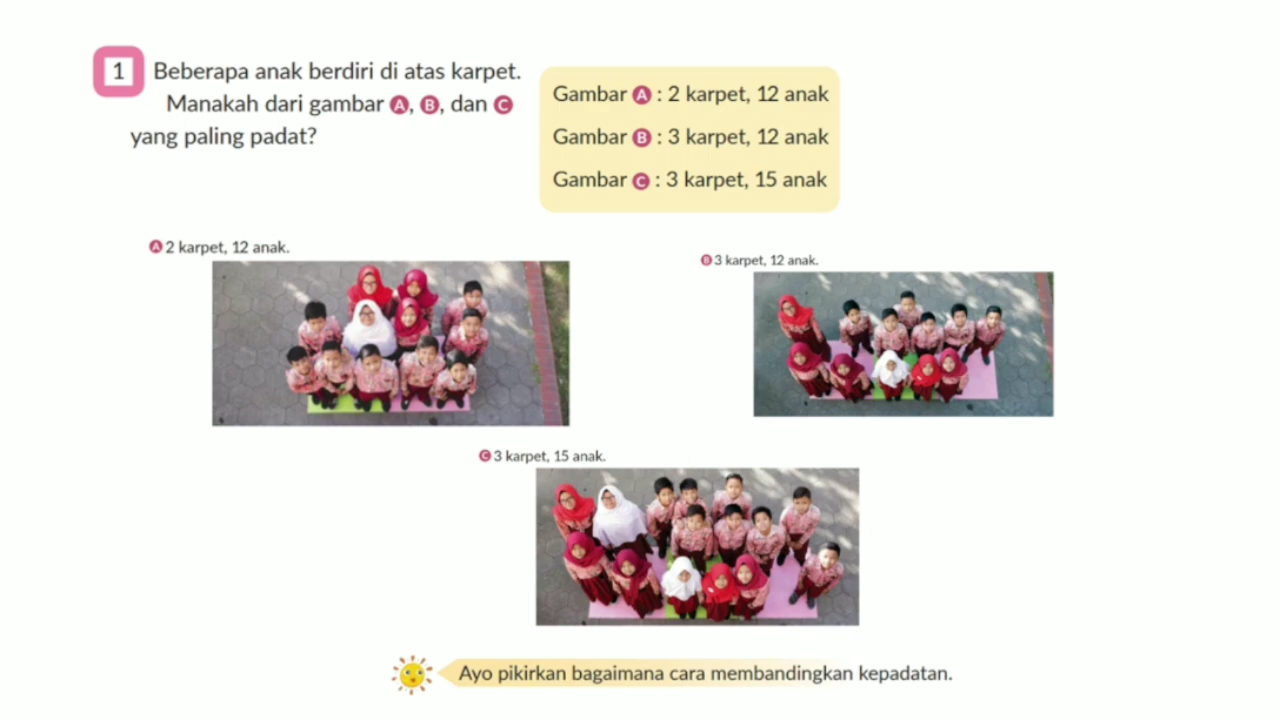 1
Beberapa anak berdiri di atas karpet.
Manakah dari gambar A, B, dan C
yang paling padat?
Gambar A : 2 karpet, 12 anak
Gambar B : 3 karpet, 12 anak
Gambar C : 3 karpet, 15 anak
A 2 karpet, 12 anak.
B 3 karpet, 12 anak.
C 3 karpet, 15 anak.
Ayo pikirkan bagaimana cara membandingkan kepadatan.